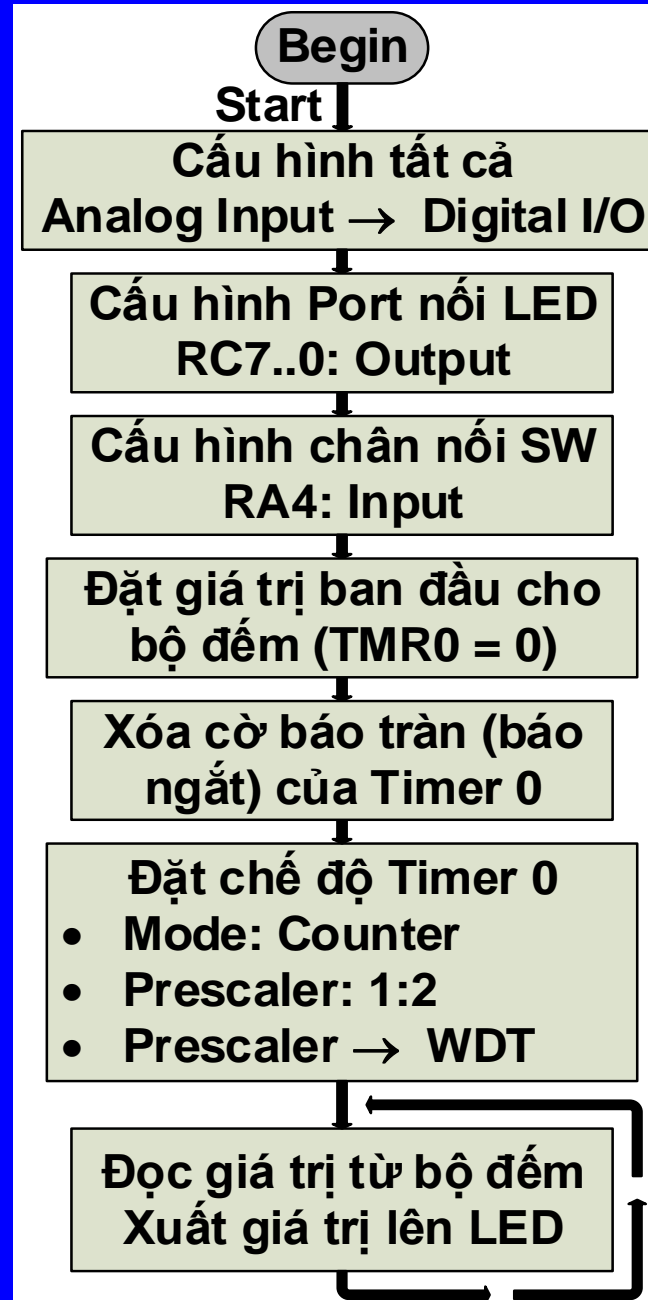 Begin
Start
Cấu hình tất cả
Analog Input → Digital I/O
Cấu hình Port nối LED
RC7..0: Output
Cấu hình chân nối SW
RA4: Input
Đặt giá trị ban đầu cho
bộ đếm (TMR0 = 0)
Xóa cờ báo tràn (báo
ngắt) của Timer 0
Đặt chế độ Timer 0
• Mode: Counter
• Prescaler: 1:2
• Prescaler → WDT
Đọc giá trị từ bộ đếm
Xuất giá trị lên LED